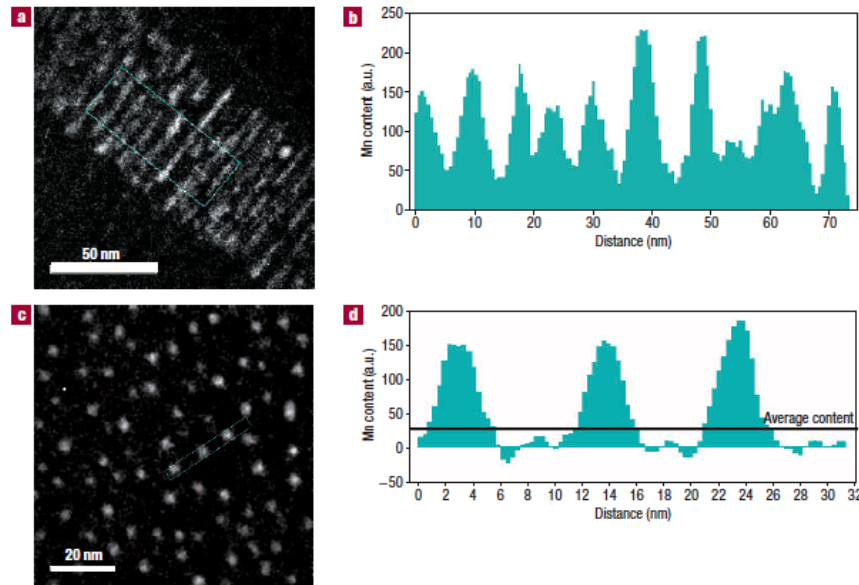 a
50 nm
b
Mn content (a.u.)
250
200
150
100
50
0
0 10 20 30 40 50 60 70
Distance (nm)
c
20 nm
d
Mn content (a.u.)
200
150
100
50
0
−50
Average content
0 2 4 6 8 10 12 14 16 18 20 22 24 26 28 30 32
Distance (nm)